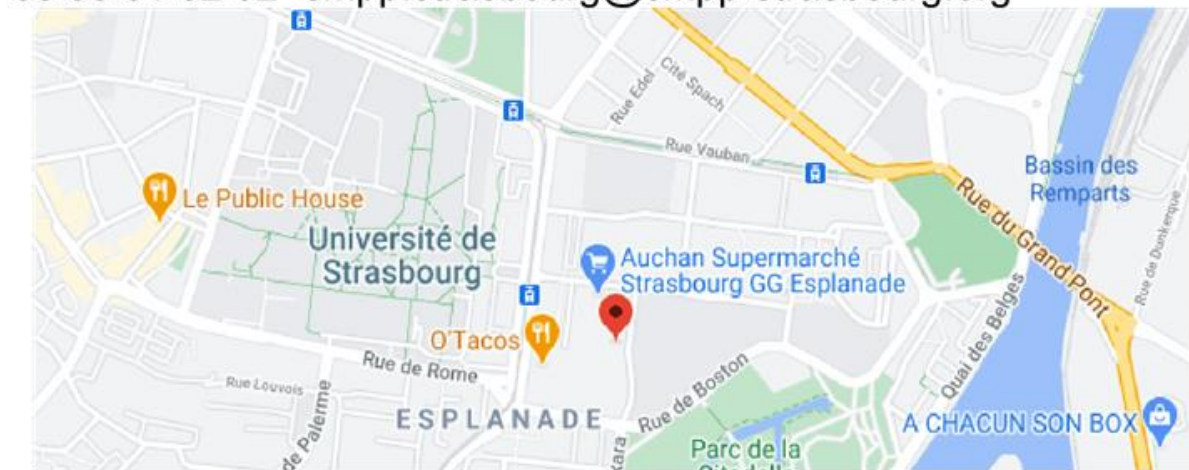 Rue Edel
Cité Spach
Rue Vauban
Bassin des
Remparts
Le Public House
Rue du Grand Pont
Rue de Dunkerque
Université de
Strasbourg
Auchan Supermarché
Strasbourg GG Esplanade
O'Tacos
Rue de Rome
Quai des Belges
Rue Louvois
de Palerme
ESPLANADE
Rue de Boston
A CHACUN SON BOX
Parc de la